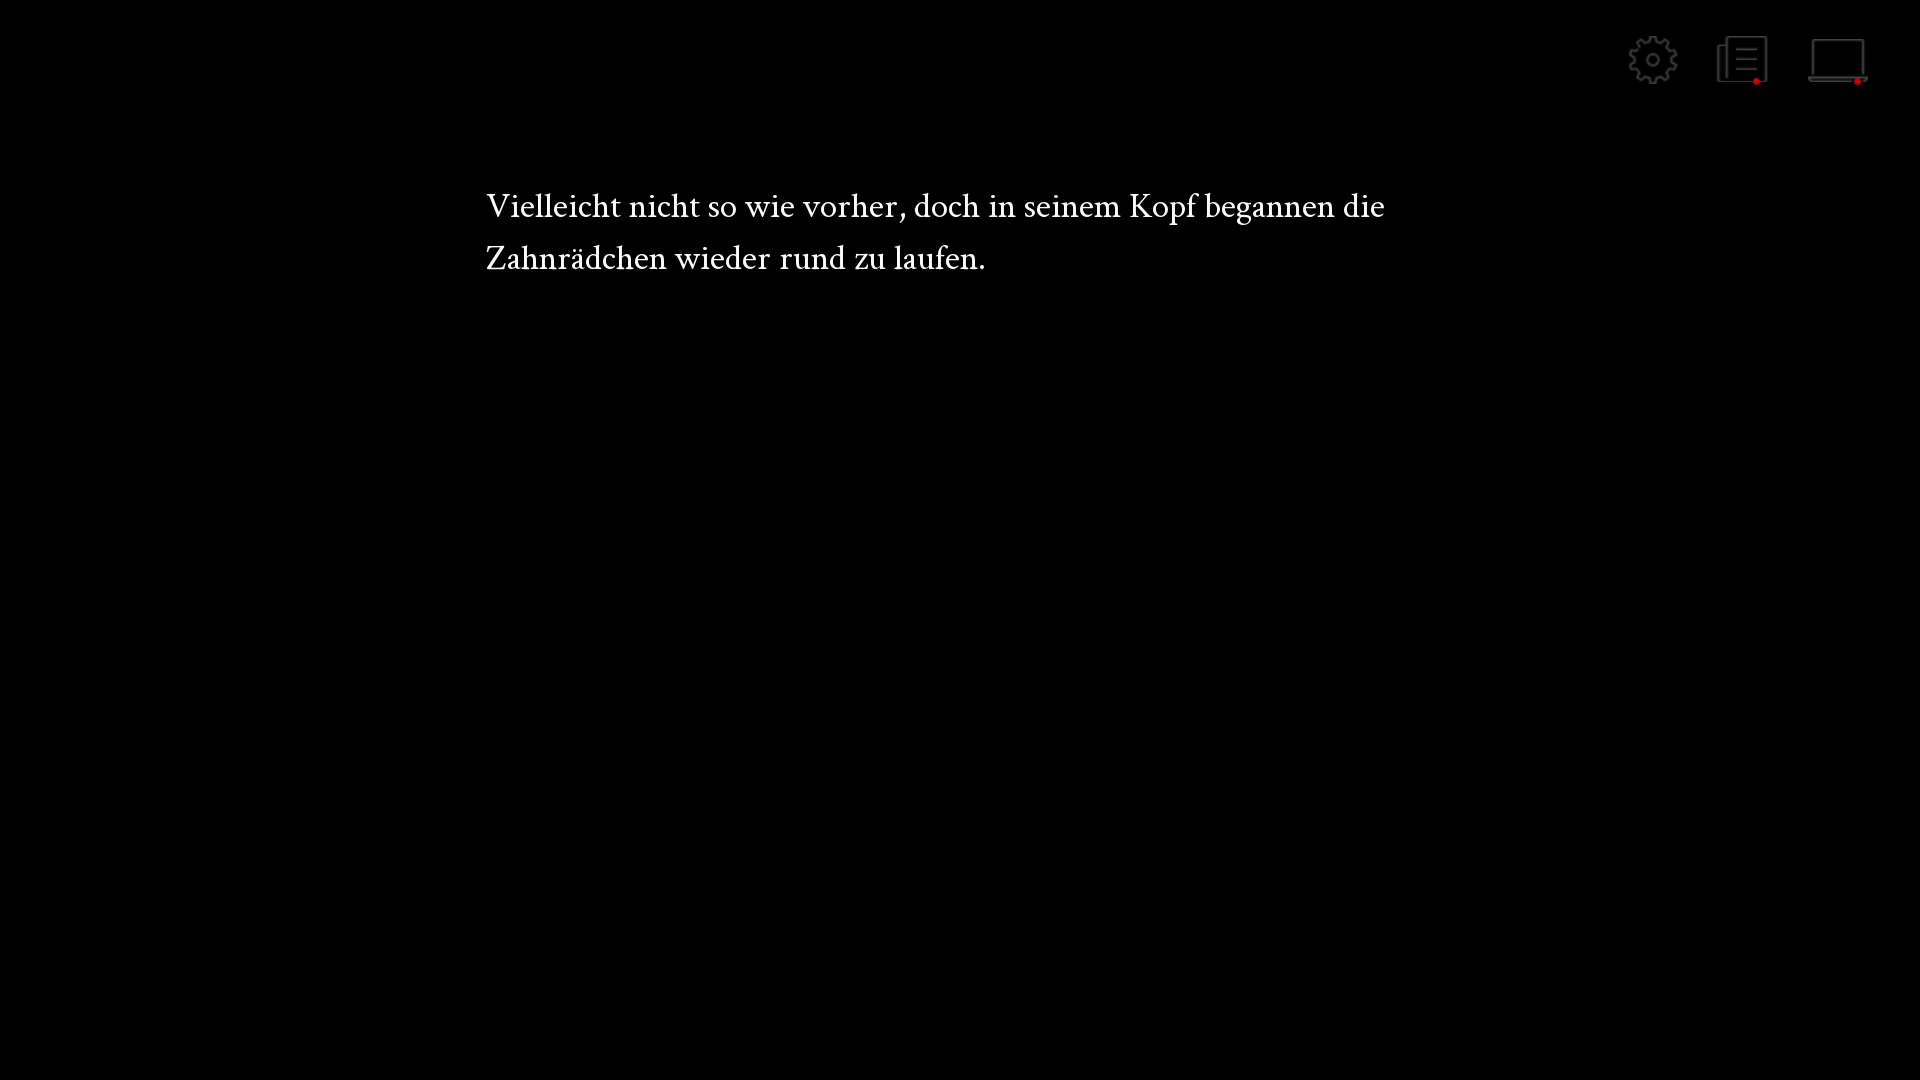 Vielleicht nicht so wie vorher, doch in seinem Kopf begannen die
Zahnrädchen wieder rund zu laufen.